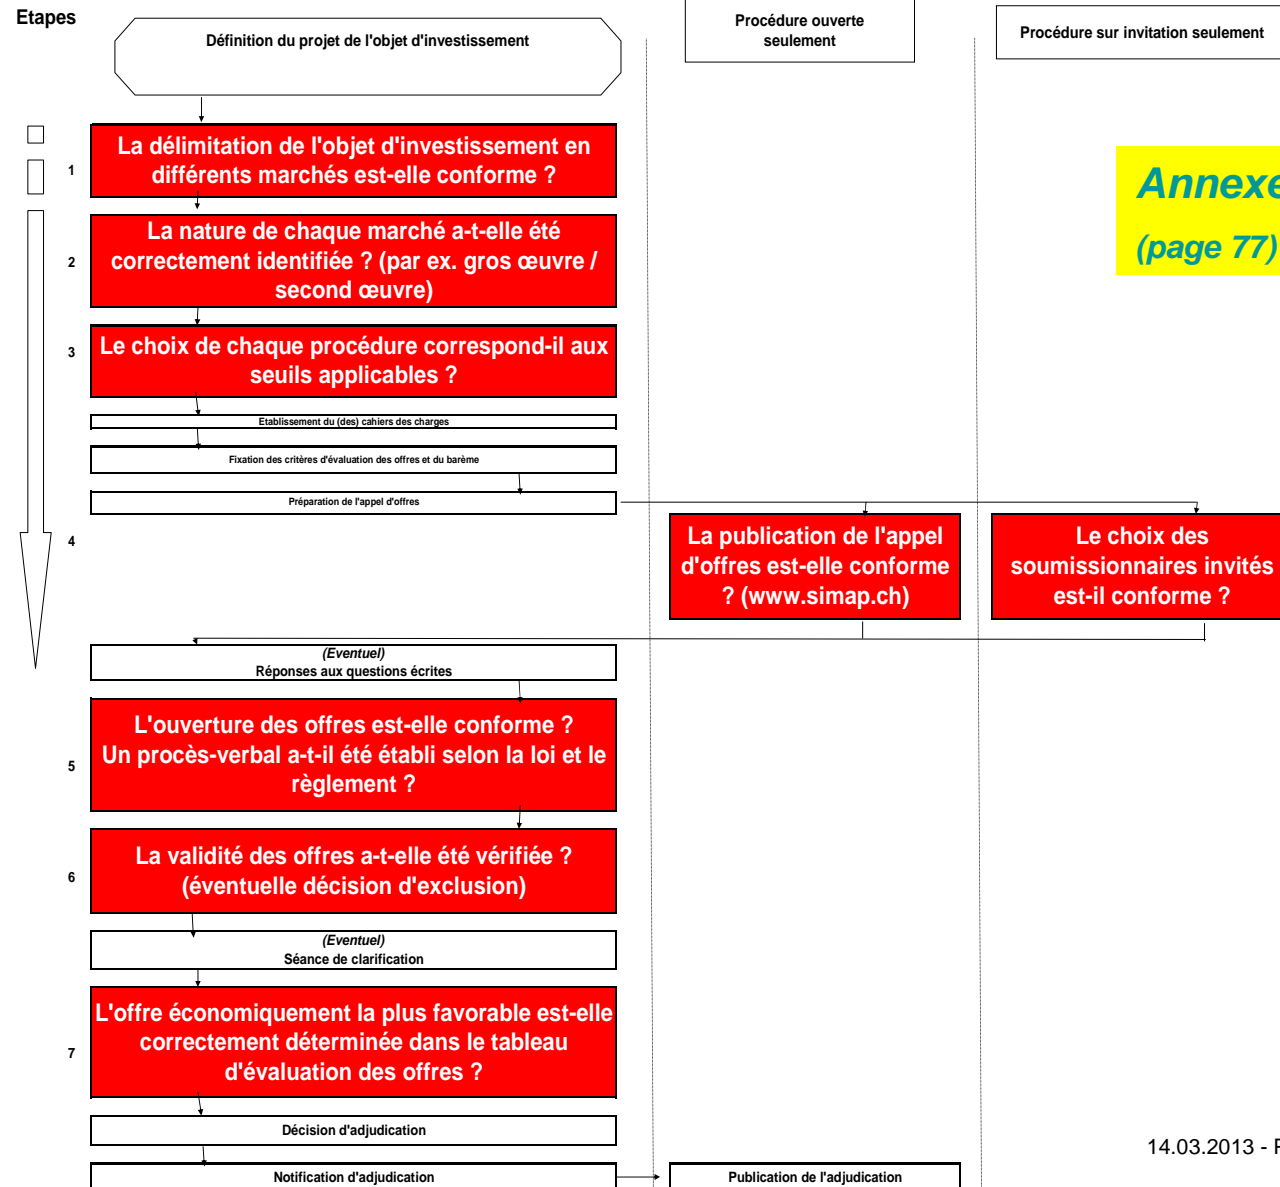 Etapes
Définition du projet de l'objet d'investissement
Procédure ouverte
seulement
Procédure sur invitation seulement
1
La délimitation de l'objet d'investissement en
différents marchés est-elle conforme ?
Annexe
(page 77)
2
La nature de chaque marché a-t-elle été
correctement identifiée ? (par ex. gros œuvre /
second œuvre)
3
Le choix de chaque procédure correspond-il aux
seuils applicables ?
Etablissement du (des) cahiers des charges
Fixation des critères d'évaluation des offres et du barème
Préparation de l'appel d'offres
4
La publication de l'appel
d'offres est-elle conforme
? (www.simap.ch)
Le choix des
soumissionnaires invités
est-il conforme ?
(Eventuel)
Réponses aux questions écrites
5
L'ouverture des offres est-elle conforme ?
Un procès-verbal a-t-il été établi selon la loi et le
règlement ?
6
La validité des offres a-t-elle été vérifiée ?
(éventuelle décision d'exclusion)
(Eventuel)
Séance de clarification
7
L'offre économiquement la plus favorable est-elle
correctement déterminée dans le tableau
d'évaluation des offres ?
Décision d'adjudication
14.03.2013 - P
Notification d'adjudication
Publication de l'adjudication